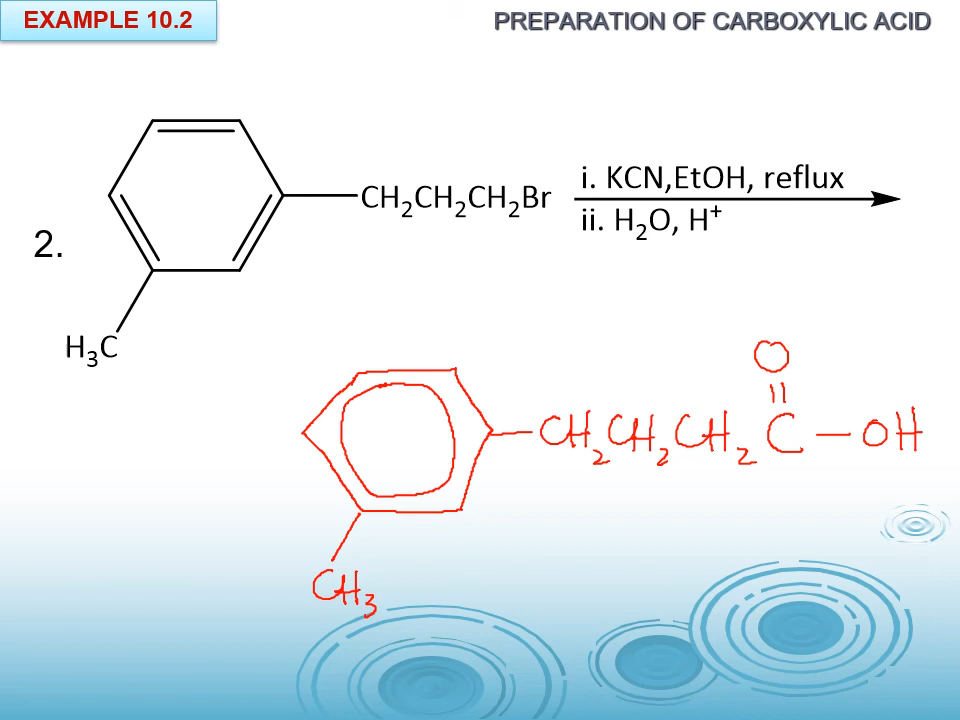 EXAMPLE 10.2
PREPARATION OF CARBOXYLIC ACID
2.
CH₂CH₂CH₂Br
i. KCN,EtOH, reflux
ii. H₂O, H⁺
H₃C
O
CH₂CH₂CH₂C—OH
CH₃